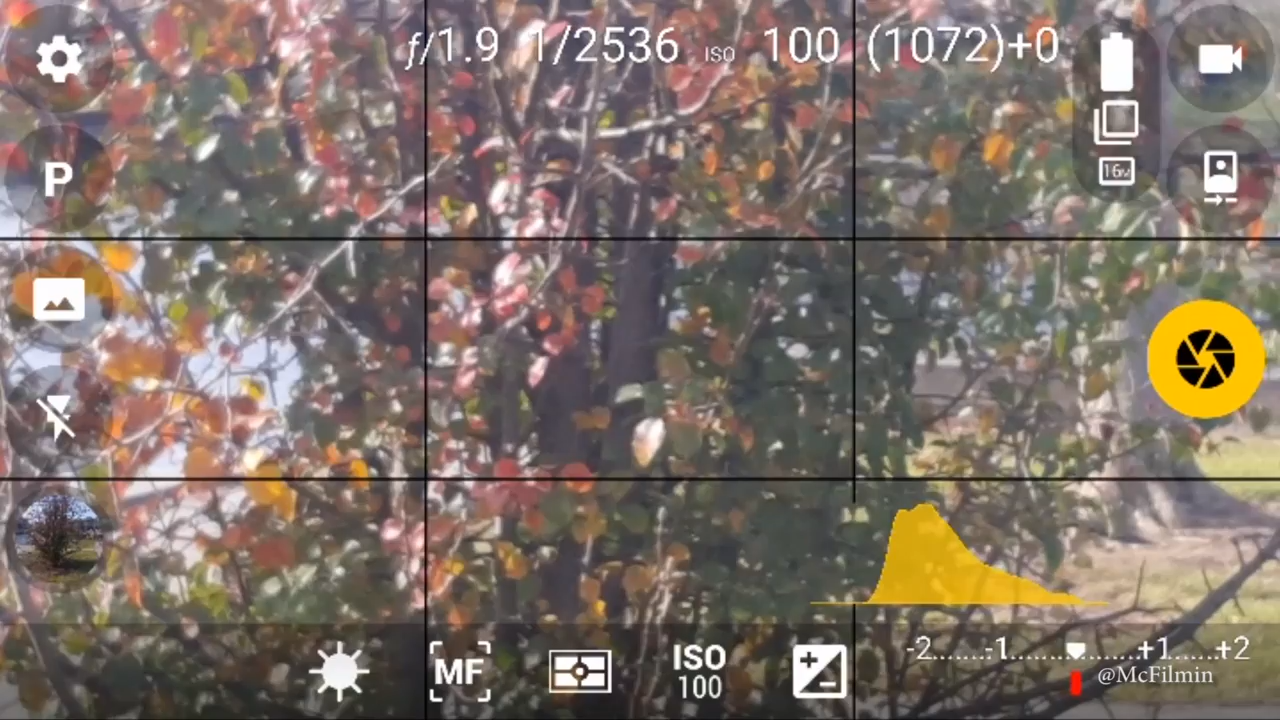 f/1.9 1/2536 ISO 100 (1072)+0
16M
P
MF
ISO
100
-2.......-1.................+1......+2
@McFilmin